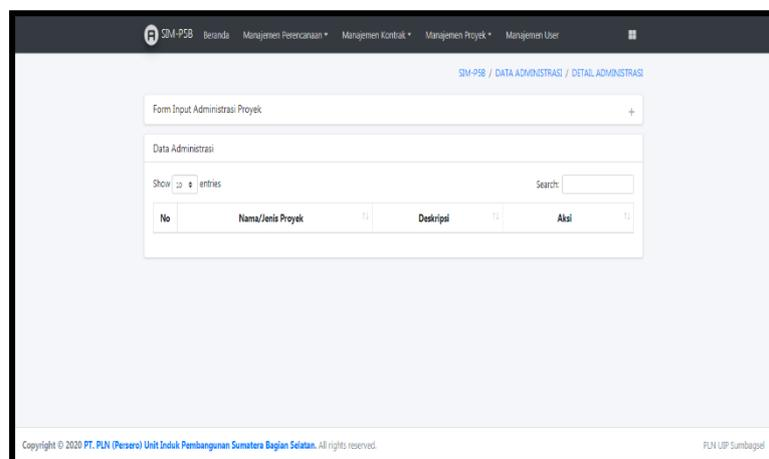 SIM-P5B Beranda Manajemen Perencanaan Manajemen Kontrak Manajemen Proyek Manajemen User
SIM-P5B / DATA ADMINISTRASI / DETAIL ADMINISTRASI
Form Input Administrasi Proyek +
Data Administrasi
Show 10 entries Search:
No Nama/Jenis Proyek Deskripsi Aksi
Copyright © 2020 PT. PLN (Persero) Unit Induk Pembangunan Sumatera Bagian Selatan. All rights reserved. PLN UIP Sumbagsel